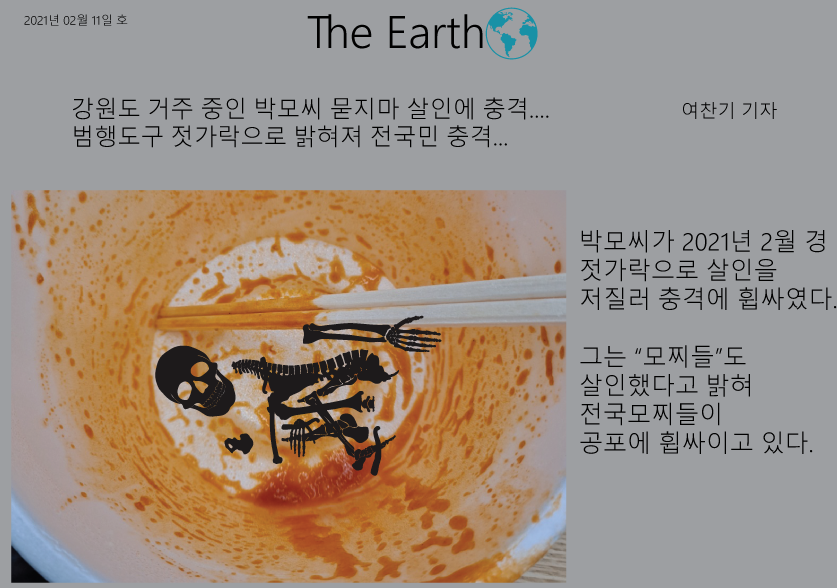 2021년 02월 11일 호
The Earth
강원도 거주 중인 박모씨 묻지마 살인에 충격....
범행도구 젓가락으로 밝혀져 전국민 충격...
여찬기 기자
박모씨가 2021년 2월 경
젓가락으로 살인을
저질러 충격에 휩싸였다.
그는 “모찌들”도
살인했다고 밝혀
전국모찌들이
공포에 휩싸이고 있다.